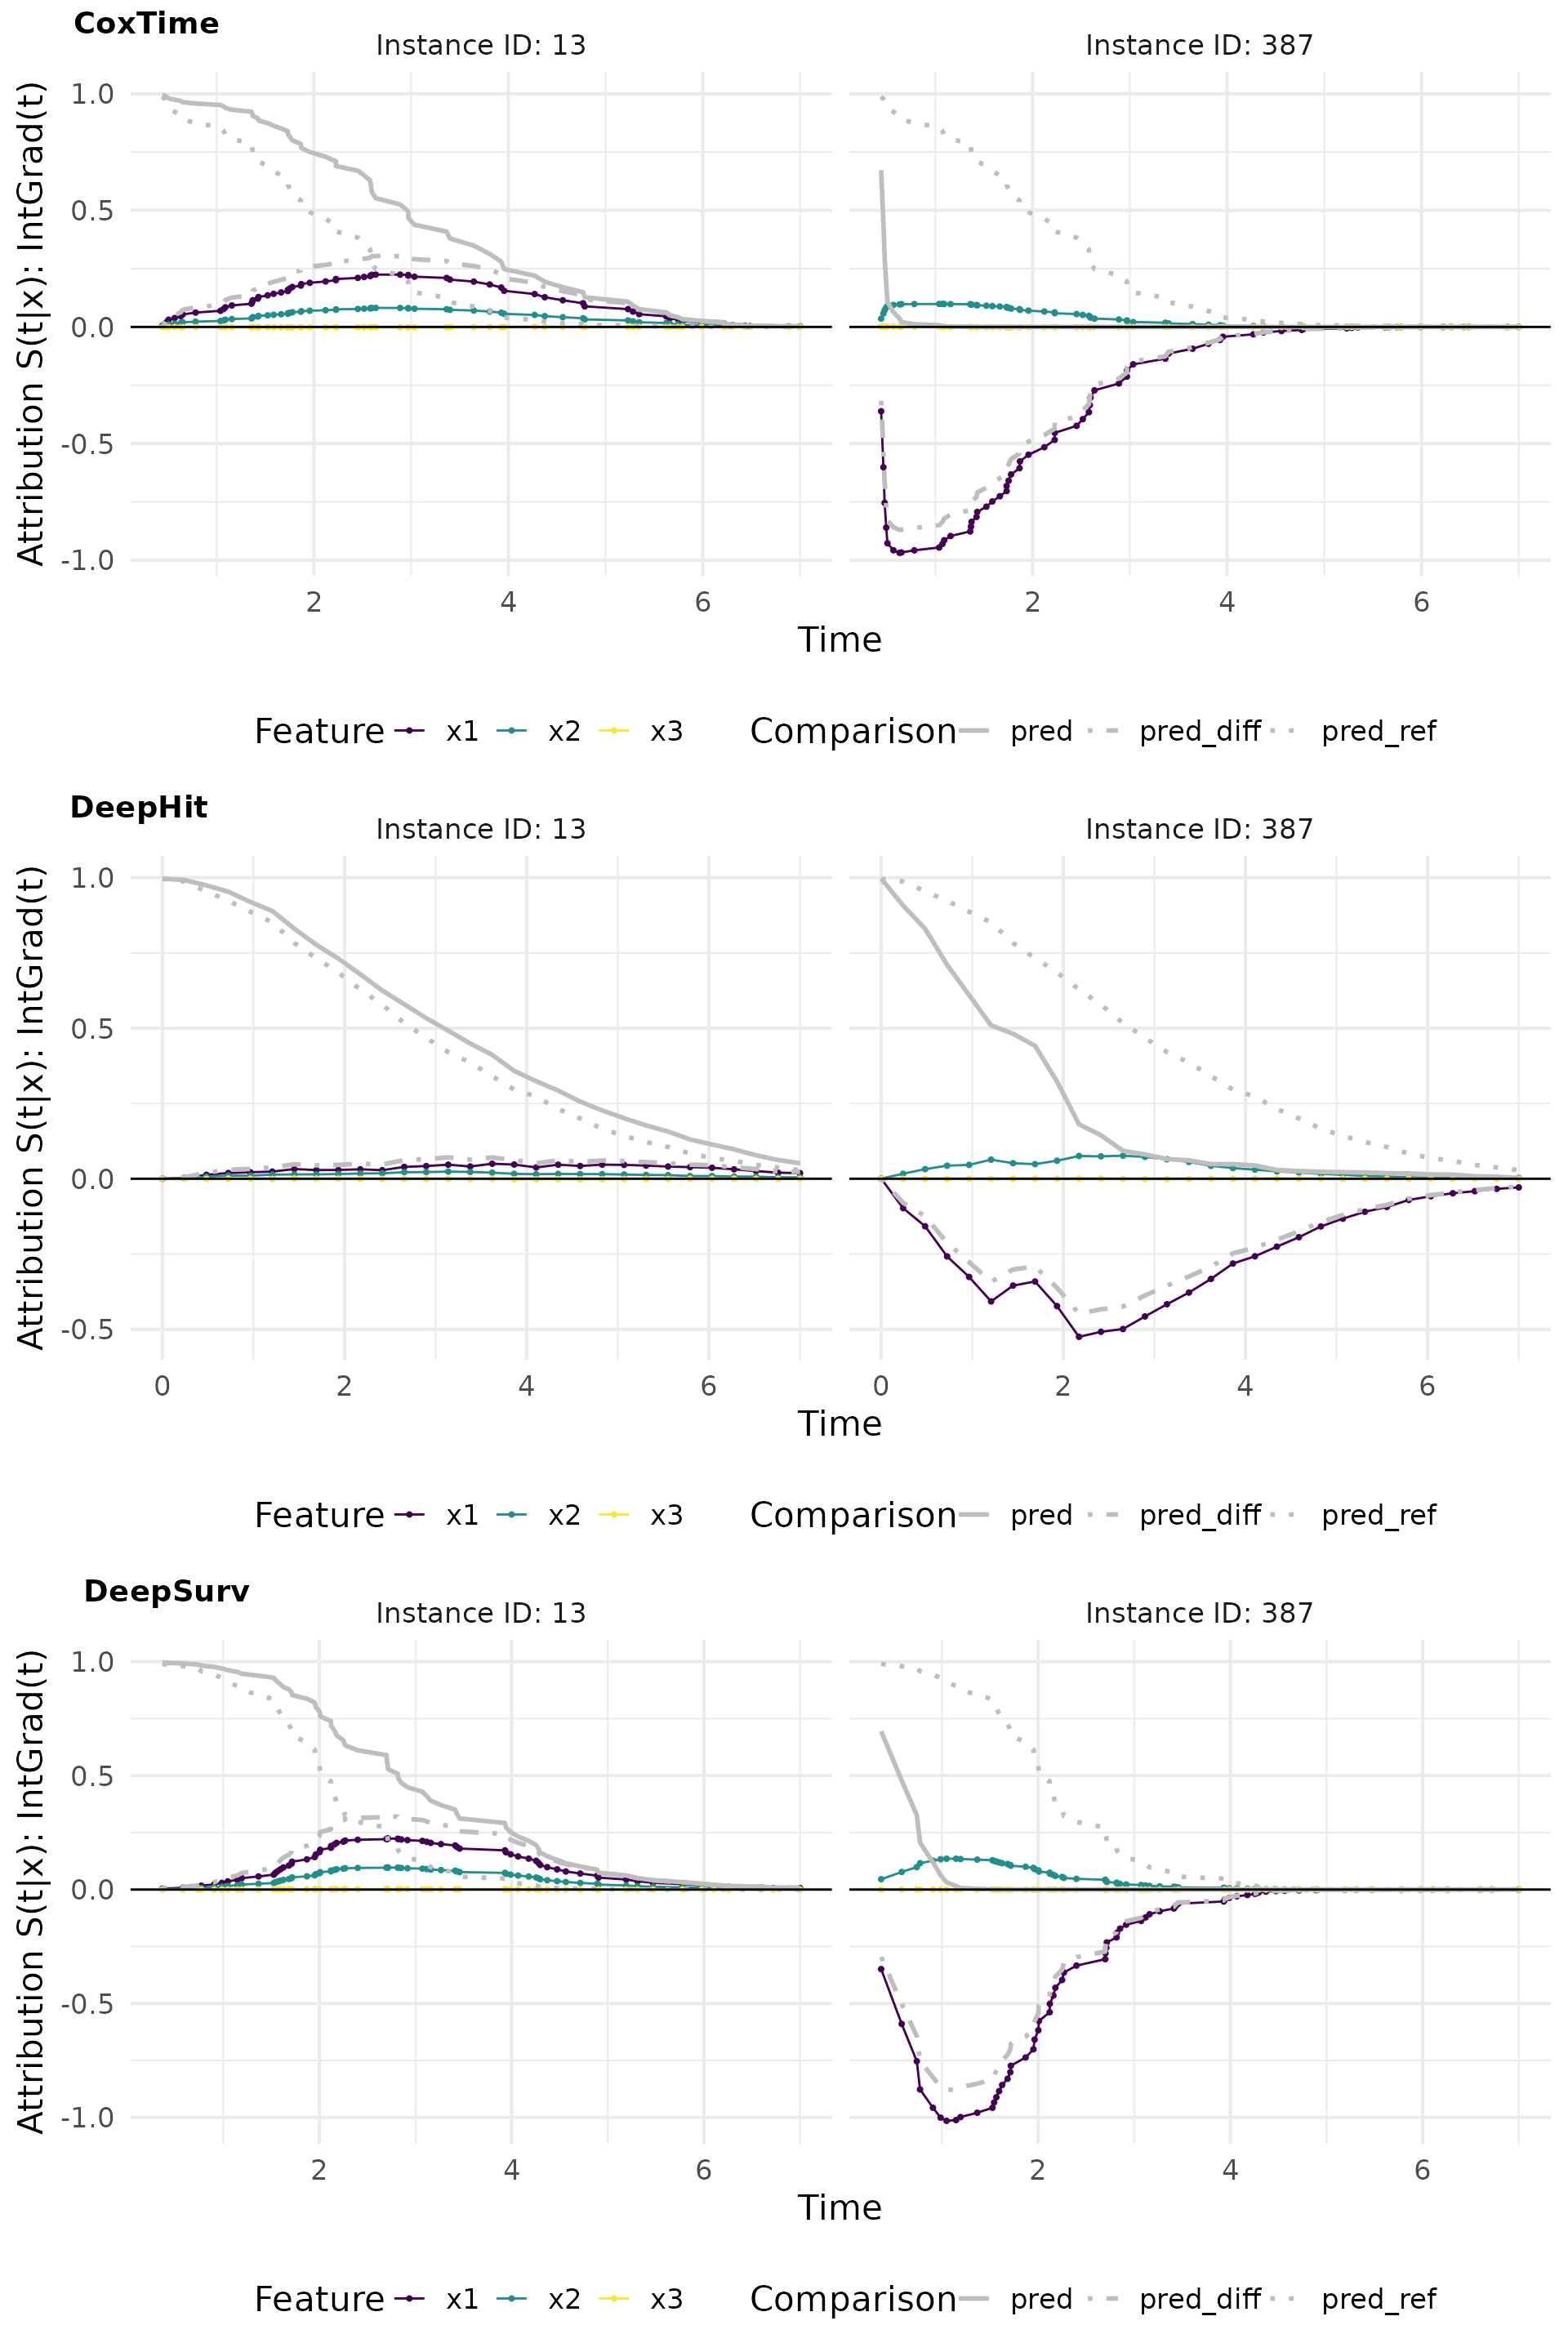 CoxTime
Instance ID: 13
Instance ID: 387
Attribution S(t|x): IntGrad(t)
1.0
0.5
0.0
-0.5
-1.0
2
4
6
2
4
6
Time
Feature x1 x2 x3 Comparison pred pred_diff pred_ref
DeepHit
Instance ID: 13
Instance ID: 387
Attribution S(t|x): IntGrad(t)
1.0
0.5
0.0
-0.5
0
2
4
6
0
2
4
6
Time
Feature x1 x2 x3 Comparison pred pred_diff pred_ref
DeepSurv
Instance ID: 13
Instance ID: 387
Attribution S(t|x): IntGrad(t)
1.0
0.5
0.0
-0.5
-1.0
2
4
6
2
4
6
Time
Feature x1 x2 x3 Comparison pred pred_diff pred_ref